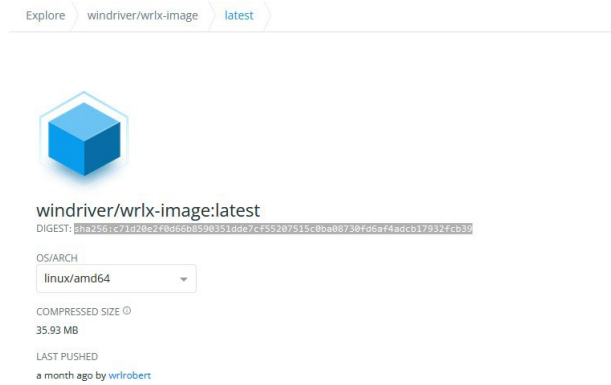 Explore windriver/wrlx-image latest
windriver/wrlx-image:latest
DIGEST: sha256:c71d20e2f0d66b8590351dde7cf55207515c0ba08730fd6af4adcb17932fcb39
OS/ARCH
linux/amd64
COMPRESSED SIZE
35.93 MB
LAST PUSHED
a month ago by wrlrobert